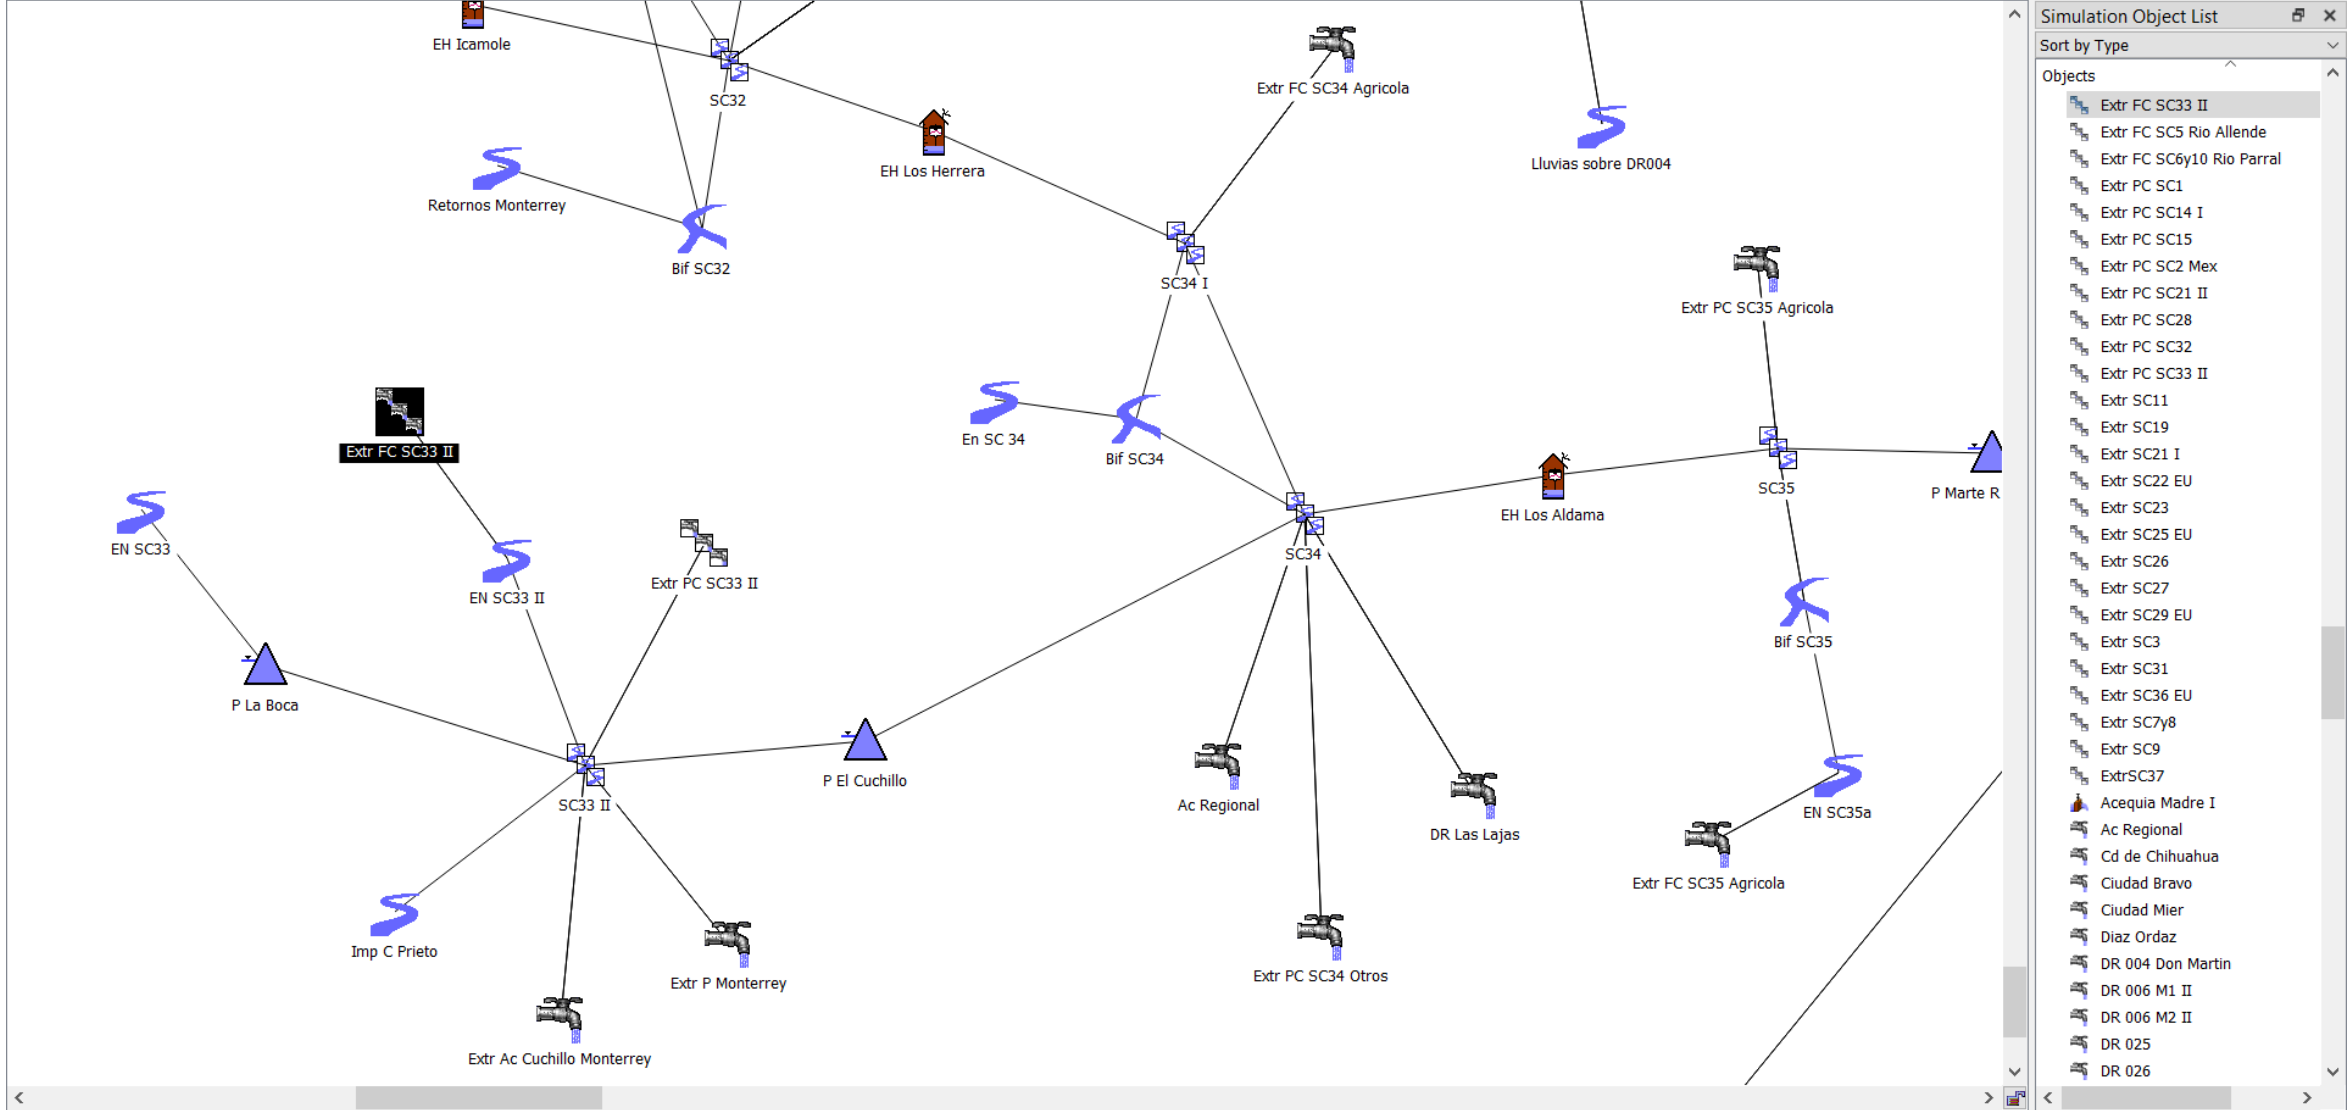 EH Icamole
SC32
Extr FC SC34 Agricola
Lluvias sobre DR004
EH Los Herrera
Retornos Monterrey
Bif SC32
SC34 I
Extr PC SC35 Agricola
En SC 34
Bif SC34
Extr FC SC33 II
EH Los Aldama
SC35
P Marte R
EN SC33
SC34
Extr PC SC33 II
EN SC33 II
Bif SC35
P La Boca
P El Cuchillo
SC33 II
Ac Regional
DR Las Lajas
EN SC35a
Extr FC SC35 Agricola
Imp C Prieto
Extr P Monterrey
Extr PC SC34 Otros
Extr Ac Cuchillo Monterrey
Simulation Object List
Sort by Type
Objects
Extr FC SC33 II
Extr FC SC5 Rio Allende
Extr FC SC6y10 Rio Parral
Extr PC SC1
Extr PC SC14 I
Extr PC SC15
Extr PC SC2 Mex
Extr PC SC21 II
Extr PC SC28
Extr PC SC32
Extr PC SC33 II
Extr SC11
Extr SC19
Extr SC21 I
Extr SC22 EU
Extr SC23
Extr SC25 EU
Extr SC26
Extr SC27
Extr SC29 EU
Extr SC3
Extr SC31
Extr SC36 EU
Extr SC7y8
Extr SC9
ExtrSC37
Acequia Madre I
Ac Regional
Cd de Chihuahua
Ciudad Bravo
Ciudad Mier
Diaz Ordaz
DR 004 Don Martin
DR 006 M1 II
DR 006 M2 II
DR 025
DR 026